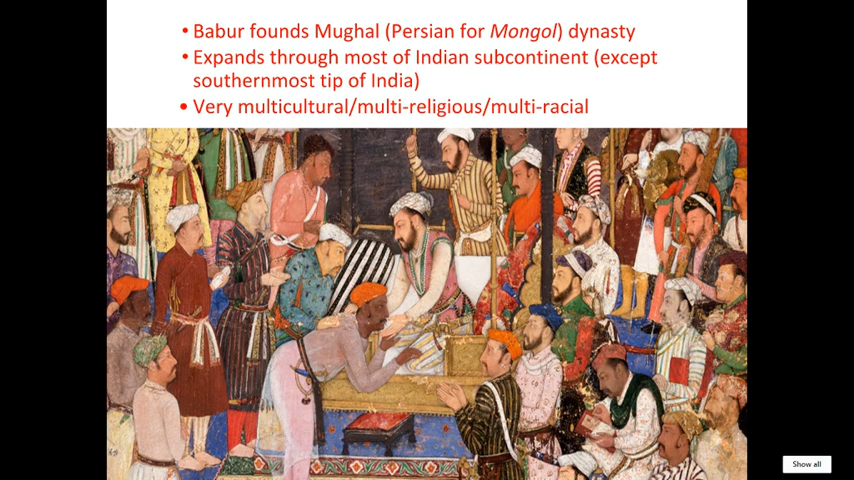 • Babur founds Mughal (Persian for Mongol) dynasty
• Expands through most of Indian subcontinent (except
southernmost tip of India)
• Very multicultural/multi-religious/multi-racial
Show all